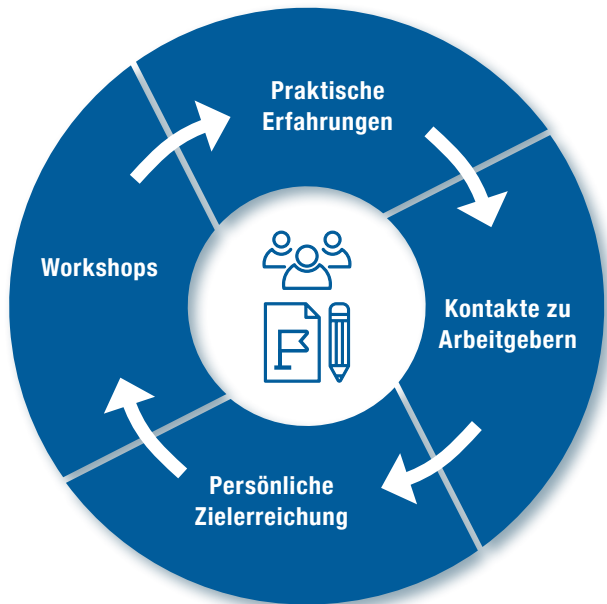 Praktische
Erfahrungen
Kontakte zu
Arbeitgebern
Persönliche
Zielerreichung
Workshops